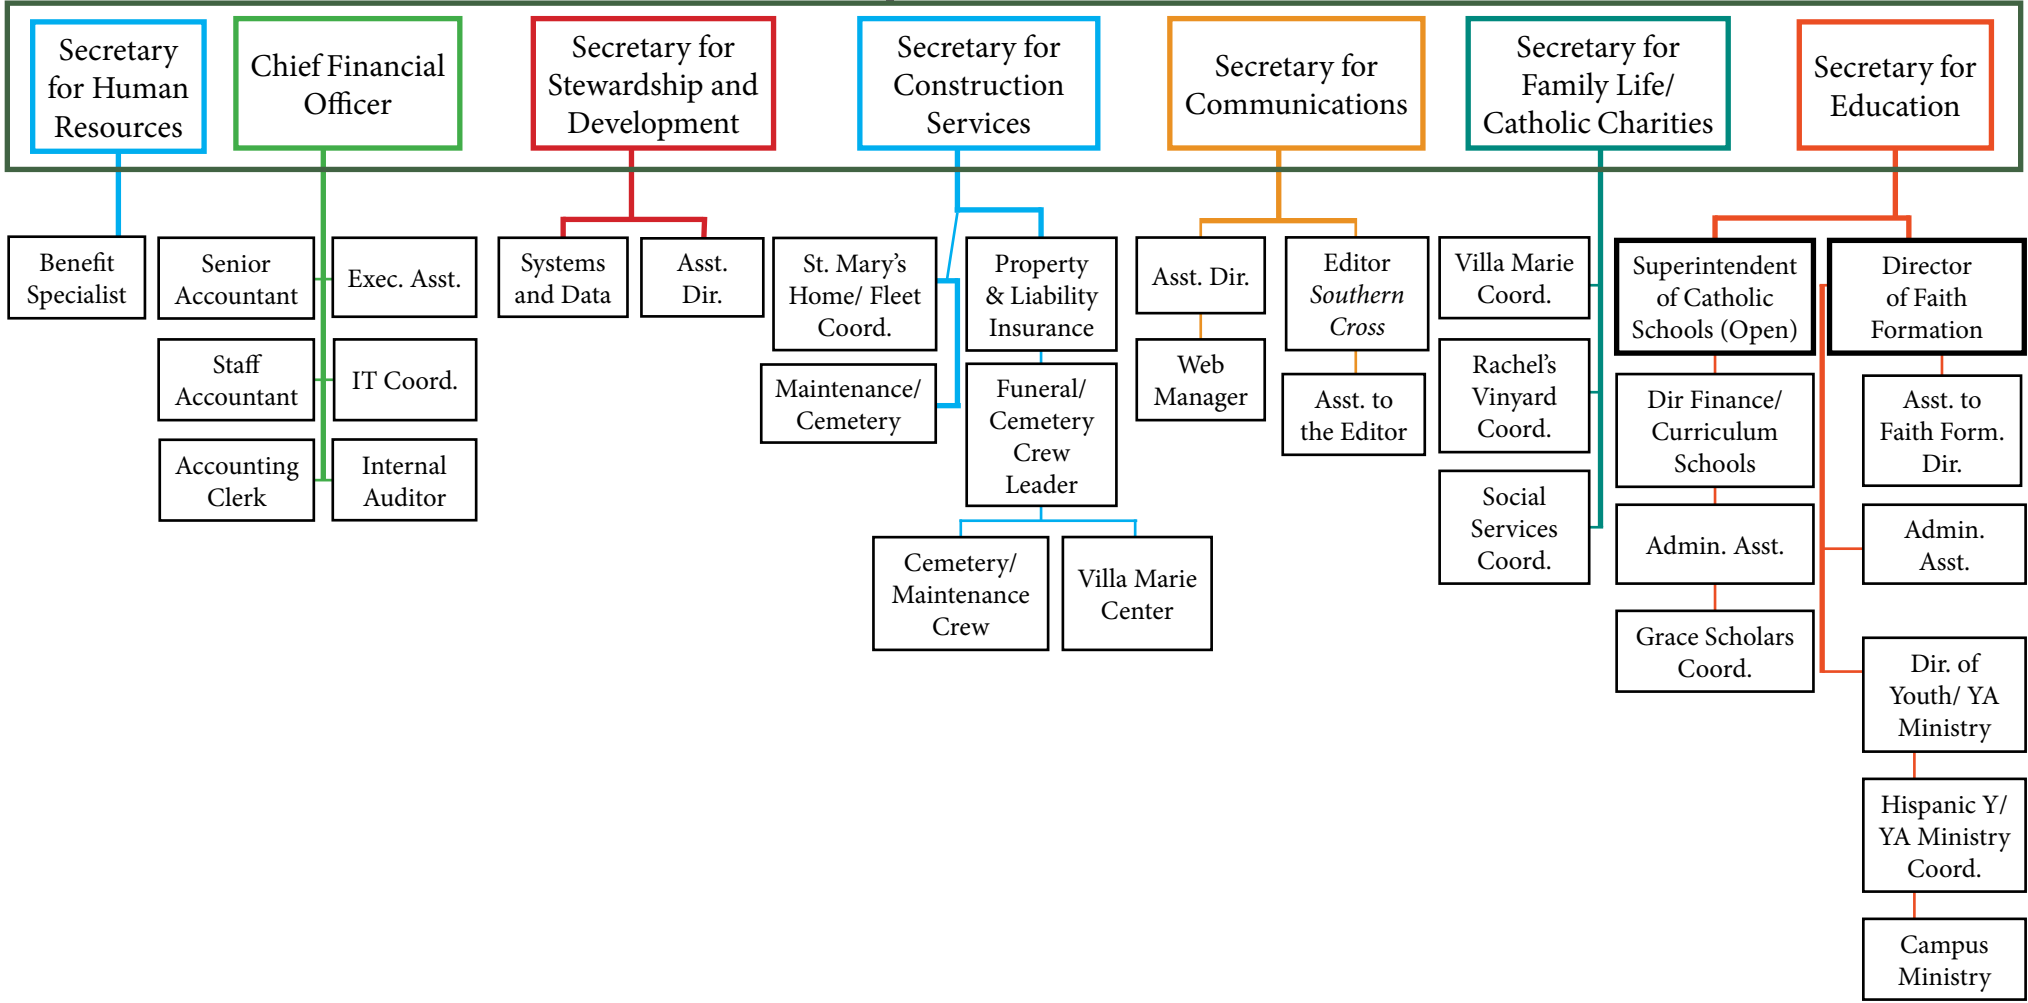 Secretary
for Human
Resources
Chief Financial
Officer
Secretary for
Stewardship and
Development
Secretary for
Construction
Services
Secretary for
Communications
Secretary for
Family Life/
Catholic Charities
Secretary for
Education
Benefit
Specialist
Senior
Accountant
Exec. Asst.
Staff
Accountant
IT Coord.
Accounting
Clerk
Internal
Auditor
Systems
and Data
Asst.
Dir.
St. Mary’s
Home/ Fleet
Coord.
Maintenance/
Cemetery
Property
& Liability
Insurance
Funeral/
Cemetery
Crew
Leader
Cemetery/
Maintenance
Crew
Villa Marie
Center
Asst. Dir.
Web
Manager
Editor
Southern
Cross
Asst. to
the Editor
Villa Marie
Coord.
Rachel’s
Vinyard
Coord.
Social
Services
Coord.
Superintendent
of Catholic
Schools (Open)
Dir Finance/
Curriculum
Schools
Admin. Asst.
Grace Scholars
Coord.
Director
of Faith
Formation
Asst. to
Faith Form.
Dir.
Admin.
Asst.
Dir. of
Youth/ YA
Ministry
Hispanic Y/
YA Ministry
Coord.
Campus
Ministry